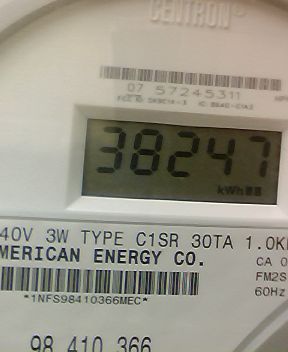 CENTRON®
07 57245311
38247
kWh
40V 3W TYPE C1SR 30TA 1.0K
MERICAN ENERGY CO.
CA 0
FM2S
60Hz
*1NFS98410366MEC*
98 410 366